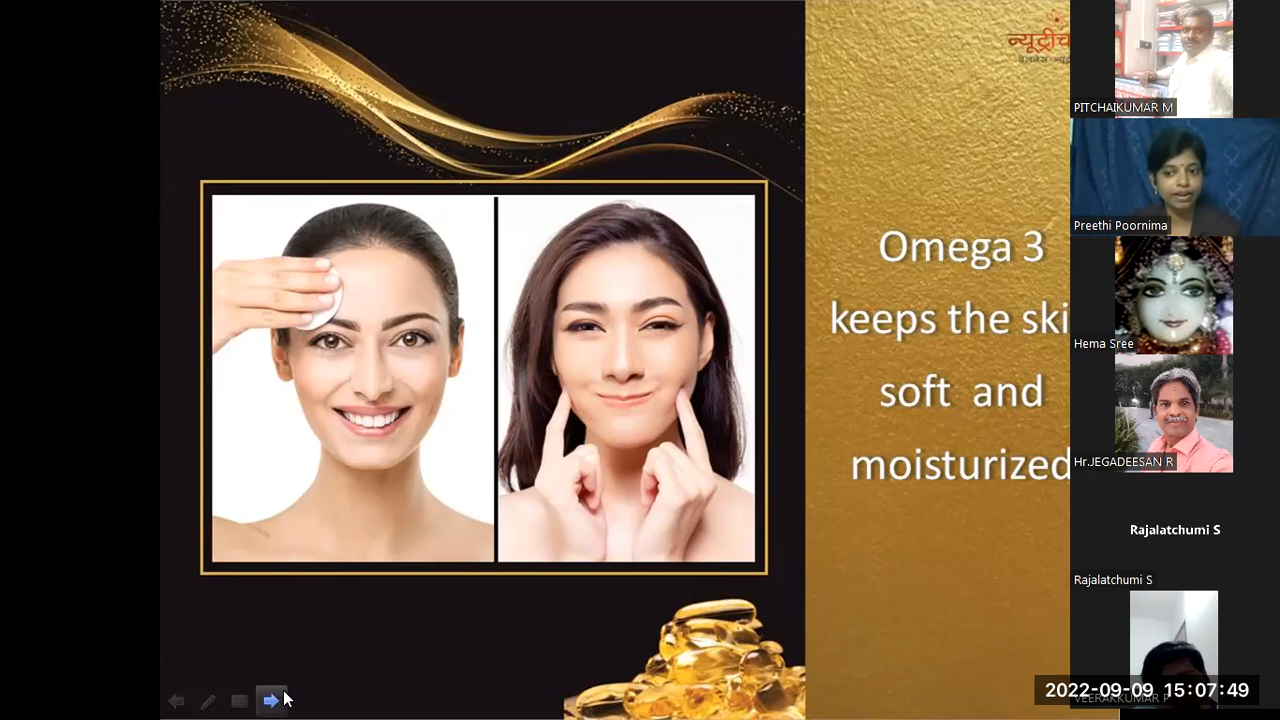 न्यूट्रीच
Omega 3
keeps the ski
soft and
moisturized
PITCHAIKUMAR M
Preethi Poornima
Hema Sree
Hr.JEGADEESAN R
Rajalatchumi S
Rajalatchumi S
2022-09-09 15:07:49